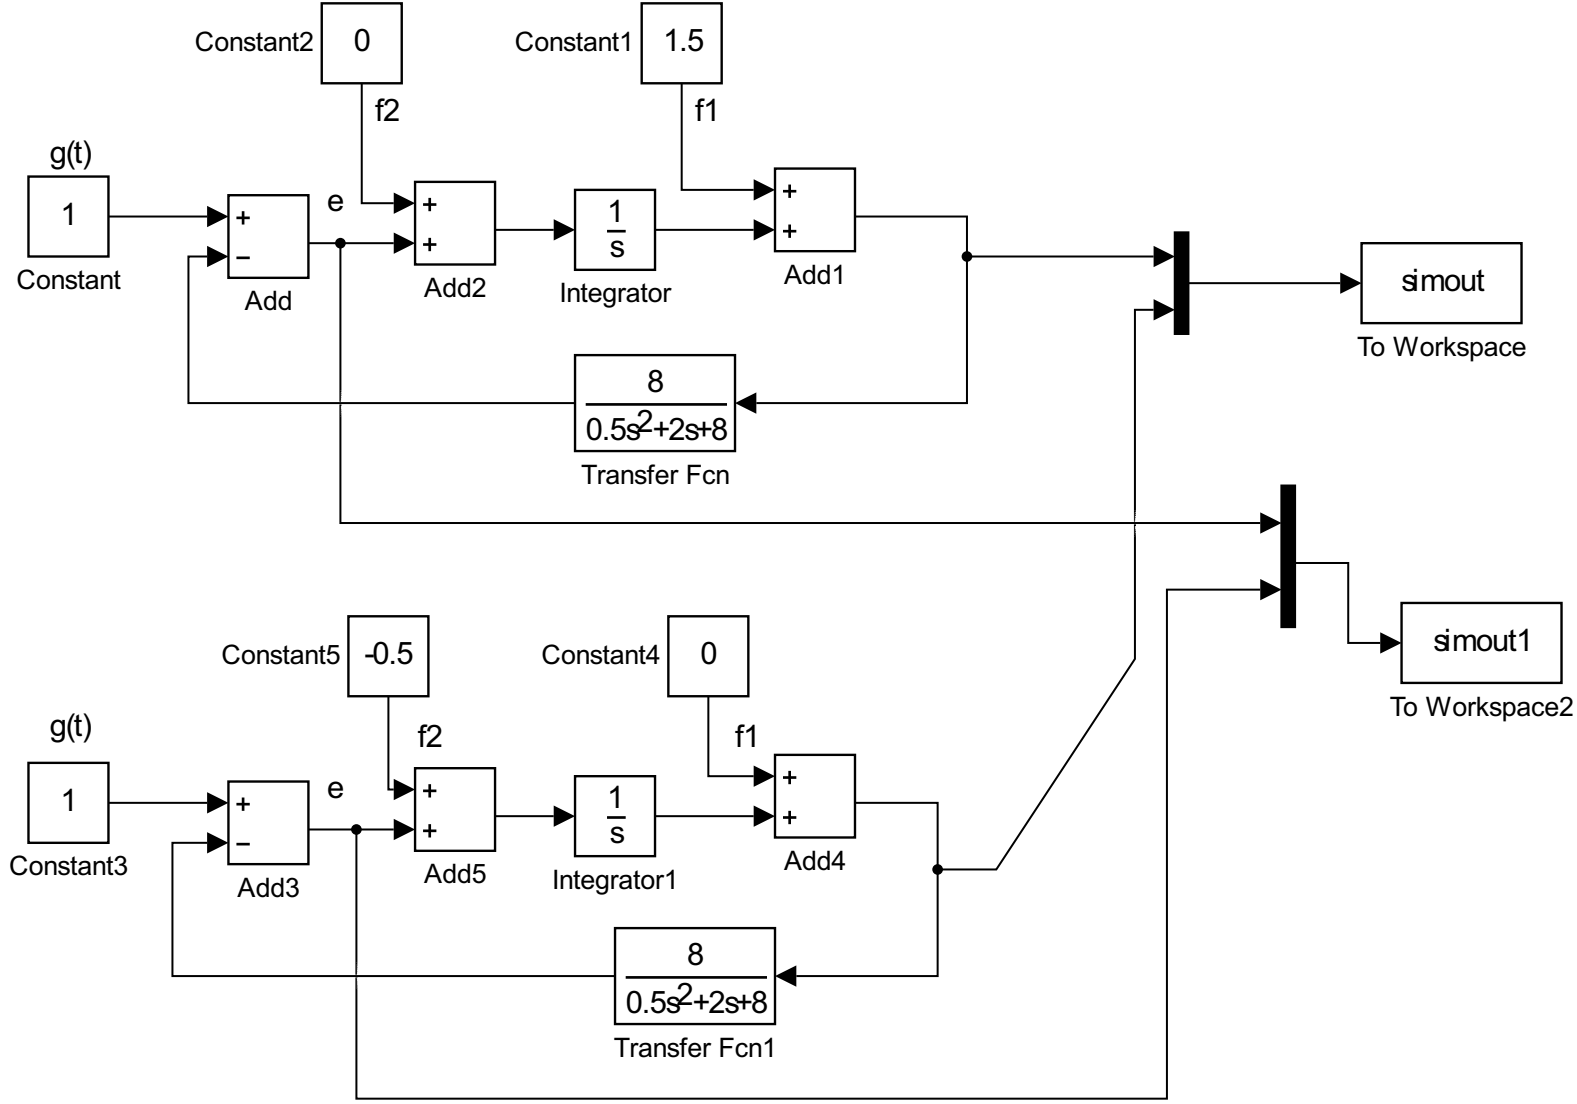 Constant2
0
Constant1
1.5
f2
f1
g(t)
1
Constant
+
−
Add
e
+
+
Add2
1
s
Integrator
+
+
Add1
simout
To Workspace
8
0.5s2+2s+8
Transfer Fcn
Constant5
-0.5
Constant4
0
simout1
To Workspace2
f2
f1
g(t)
1
Constant3
+
−
Add3
e
+
+
Add5
1
s
Integrator1
+
+
Add4
8
0.5s2+2s+8
Transfer Fcn1